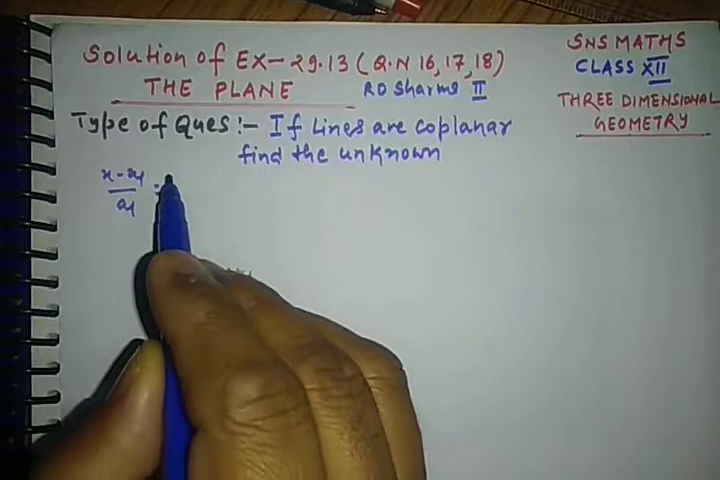 Solution of EX-29.13 (Q.N 16,17,18)
THE PLANE RD Sharma II
Type of Ques:- If Lines are coplanar
find the unknown
x-x₁/a₁ =
SNS MATHS
CLASS XII
THREE DIMENSIONAL
GEOMETRY